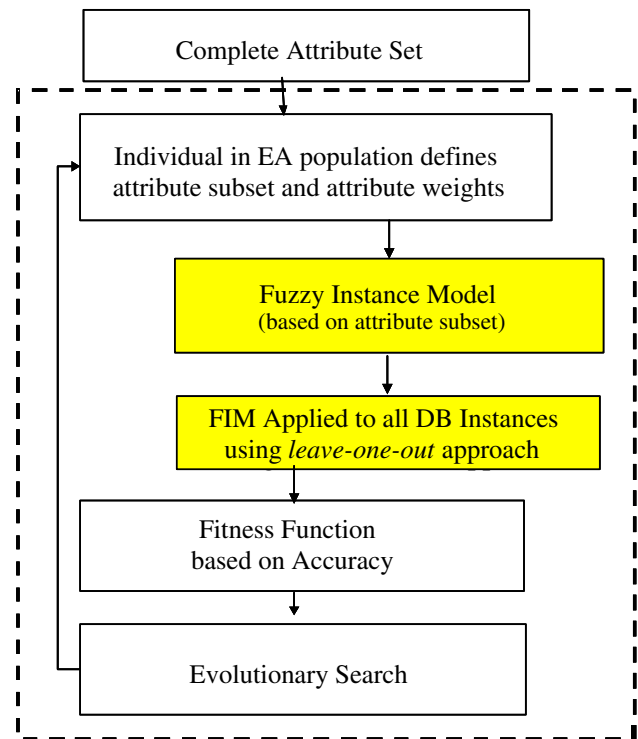 Complete Attribute Set
Individual in EA population defines
attribute subset and attribute weights
Fuzzy Instance Model
(based on attribute subset)
FIM Applied to all DB Instances
using leave-one-out approach
Fitness Function
based on Accuracy
Evolutionary Search